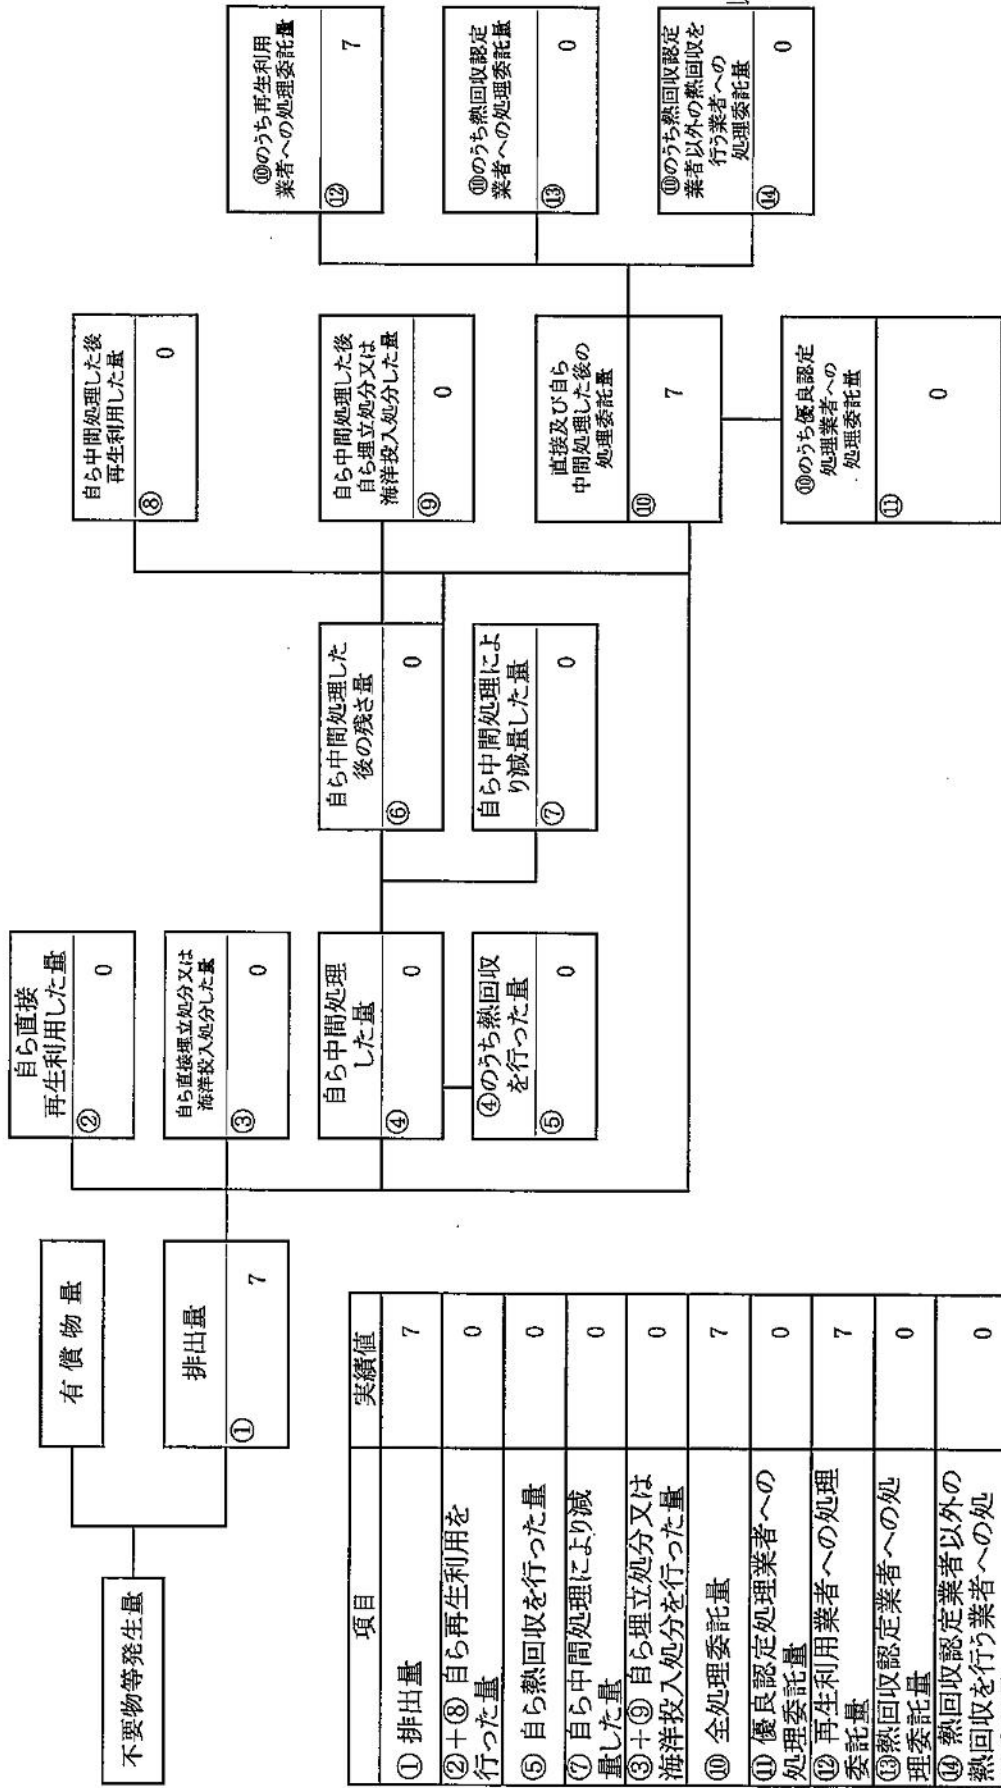 不要物等発生量
有償物量
排出量
① 7
自ら直接
再生利用した量
② 0
自ら直接埋立処分又は
海洋投入処分した量
③ 0
自ら中間処理
した量
④ 0
④のうち熱回収
を行った量
⑤ 0
自ら中間処理した
後の残さ量
⑥ 0
自ら中間処理によ
り減量した量
⑦ 0
自ら中間処理した後
再生利用した量
⑧ 0
自ら中間処理した後
自ら埋立処分又は
海洋投入処分した量
⑨ 0
直接及び自ら
中間処理した後の
処理委託量
⑩ 7
⑩のうち優良認定
処理業者への
処理委託量
⑪ 0
⑩のうち再生利用
業者への処理委託量
⑫ 7
⑩のうち熱回収認定
業者への処理委託量
⑬ 0
⑩のうち熱回収認定
業者以外の熱回収を
行う業者への
処理委託量
⑭ 0
項目 実績値
① 排出量 7
②+⑧ 自ら再生利用を
行った量 0
⑤ 自ら熱回収を行った量 0
⑦ 自ら中間処理により減
量した量 0
③+⑨ 自ら埋立処分又は
海洋投入処分を行った量 0
⑩ 全処理委託量 7
⑪ 優良認定処理業者への
処理委託量 0
⑫ 再生利用業者への処理
委託量 7
⑬熱回収認定業者への処
理委託量 0
⑭ 熱回収認定業者以外の
熱回収を行う業者への処 0